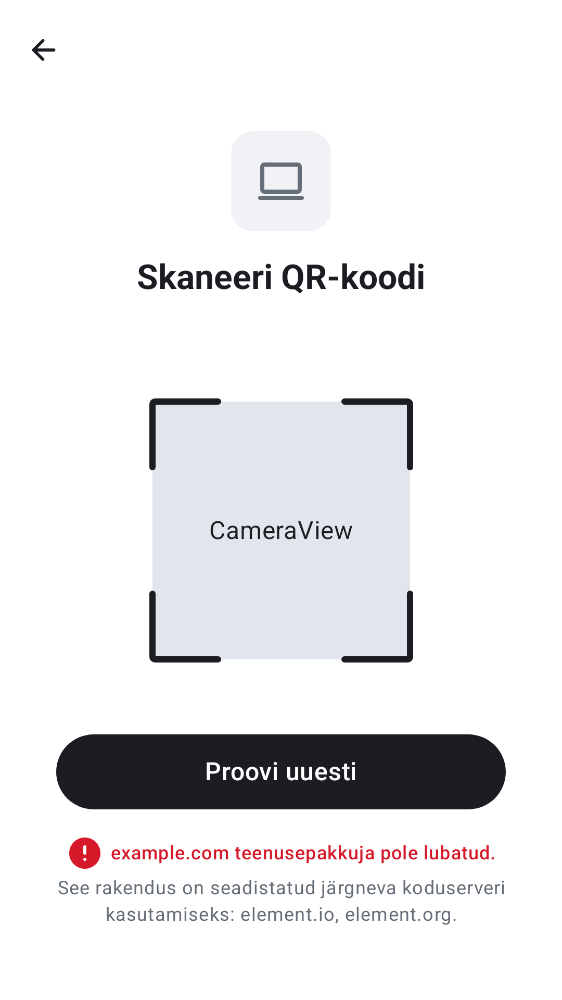 Skaneeri QR-koodi
CameraView
Proovi uuesti
example.com teenusepakkuja pole lubatud.
See rakendus on seadistatud järgneva koduserveri
kasutamiseks: element.io, element.org.